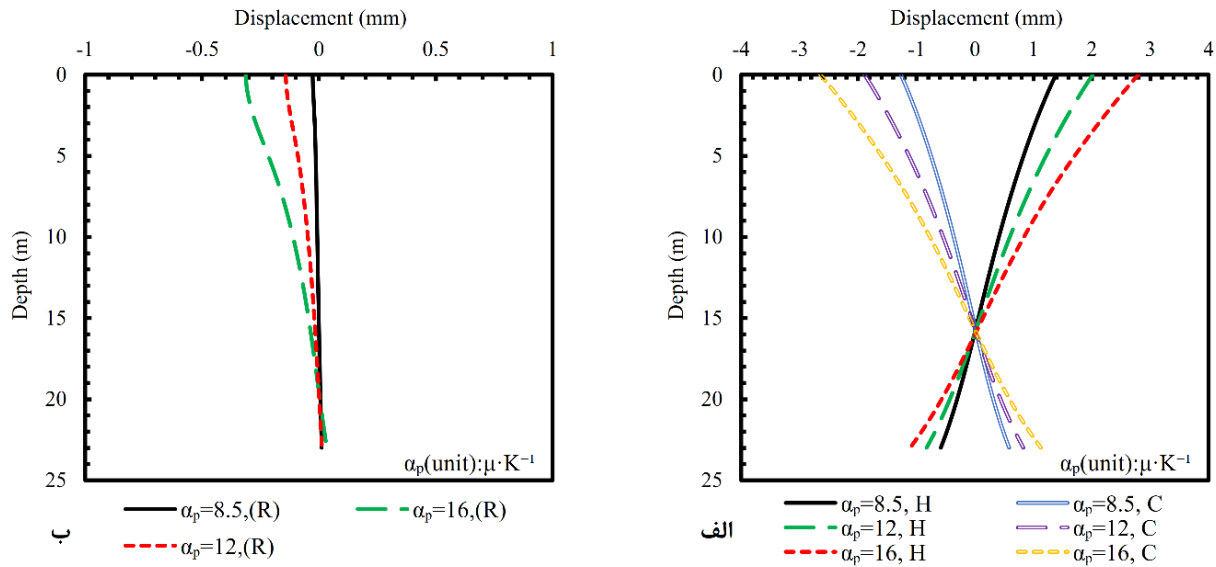 Displacement (mm)
-1 -0.5 0 0.5 1
0
5
10
15
20
25
Depth (m)
αp(unit):μ·K⁻¹
αp=8.5,(R) αp=16,(R)
αp=12,(R)
ب
Displacement (mm)
-4 -3 -2 -1 0 1 2 3 4
0
5
10
15
20
25
Depth (m)
αp(unit):μ·K⁻¹
αp=8.5, H αp=8.5, C
αp=12, H αp=12, C
αp=16, H αp=16, C
الف